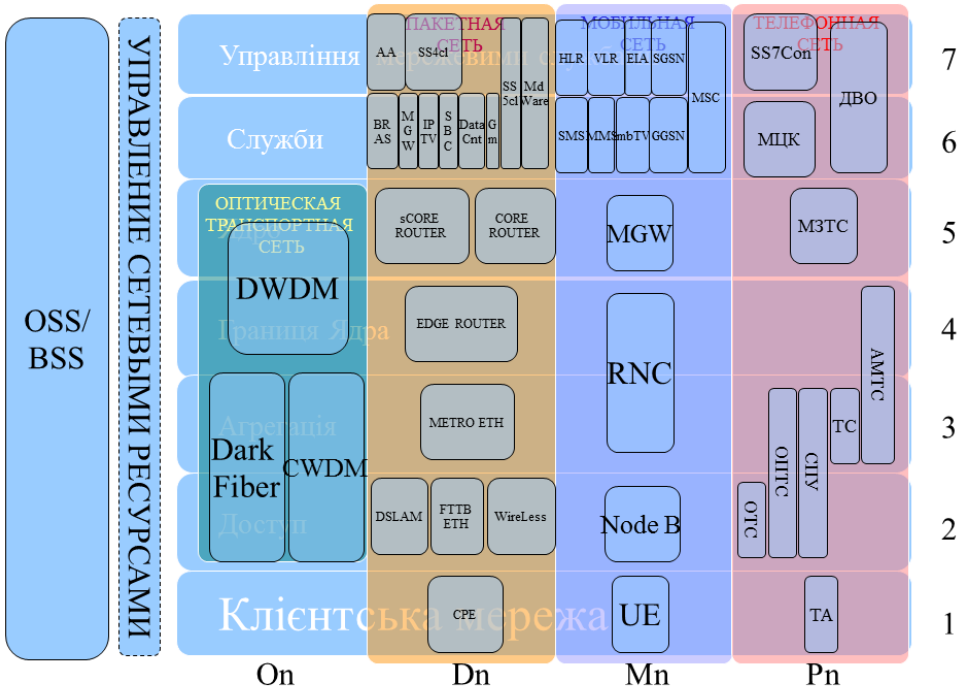 OSS/
BSS
УПРАВЛЕНИЕ СЕТЕВЫМИ РЕСУРСАМИ
ПАКЕТНАЯ
СЕТЬ
МОБИЛЬНАЯ
СЕТЬ
ТЕЛЕФОННАЯ
СЕТЬ
Управління мережевими служб
AA
SS4cl
SS
5cl
Md
Ware
HLR
VLR
EIA
SGSN
MSC
SS7Con
ДВО
7
Служби
BR
AS
M
G
W
IP
TV
S
B
C
Data
Cnt
G
m
SMS
MMS
mbTV
GGSN
МЦК
6
ОПТИЧЕСКАЯ
ТРАНСПОРТНАЯ
СЕТЬ
Ядро
sCORE
ROUTER
CORE
ROUTER
MGW
МЗТС
5
DWDM
Границя Ядра
EDGE ROUTER
RNC
АМТС
4
Агрегація
Dark
Fiber
CWDM
METRO ETH
ОПТС
СПУ
ТС
3
Доступ
DSLAM
FTTB
ETH
WireLess
Node B
ОТС
2
Клієнтська мережа
CPE
UE
ТА
1
On
Dn
Mn
Pn